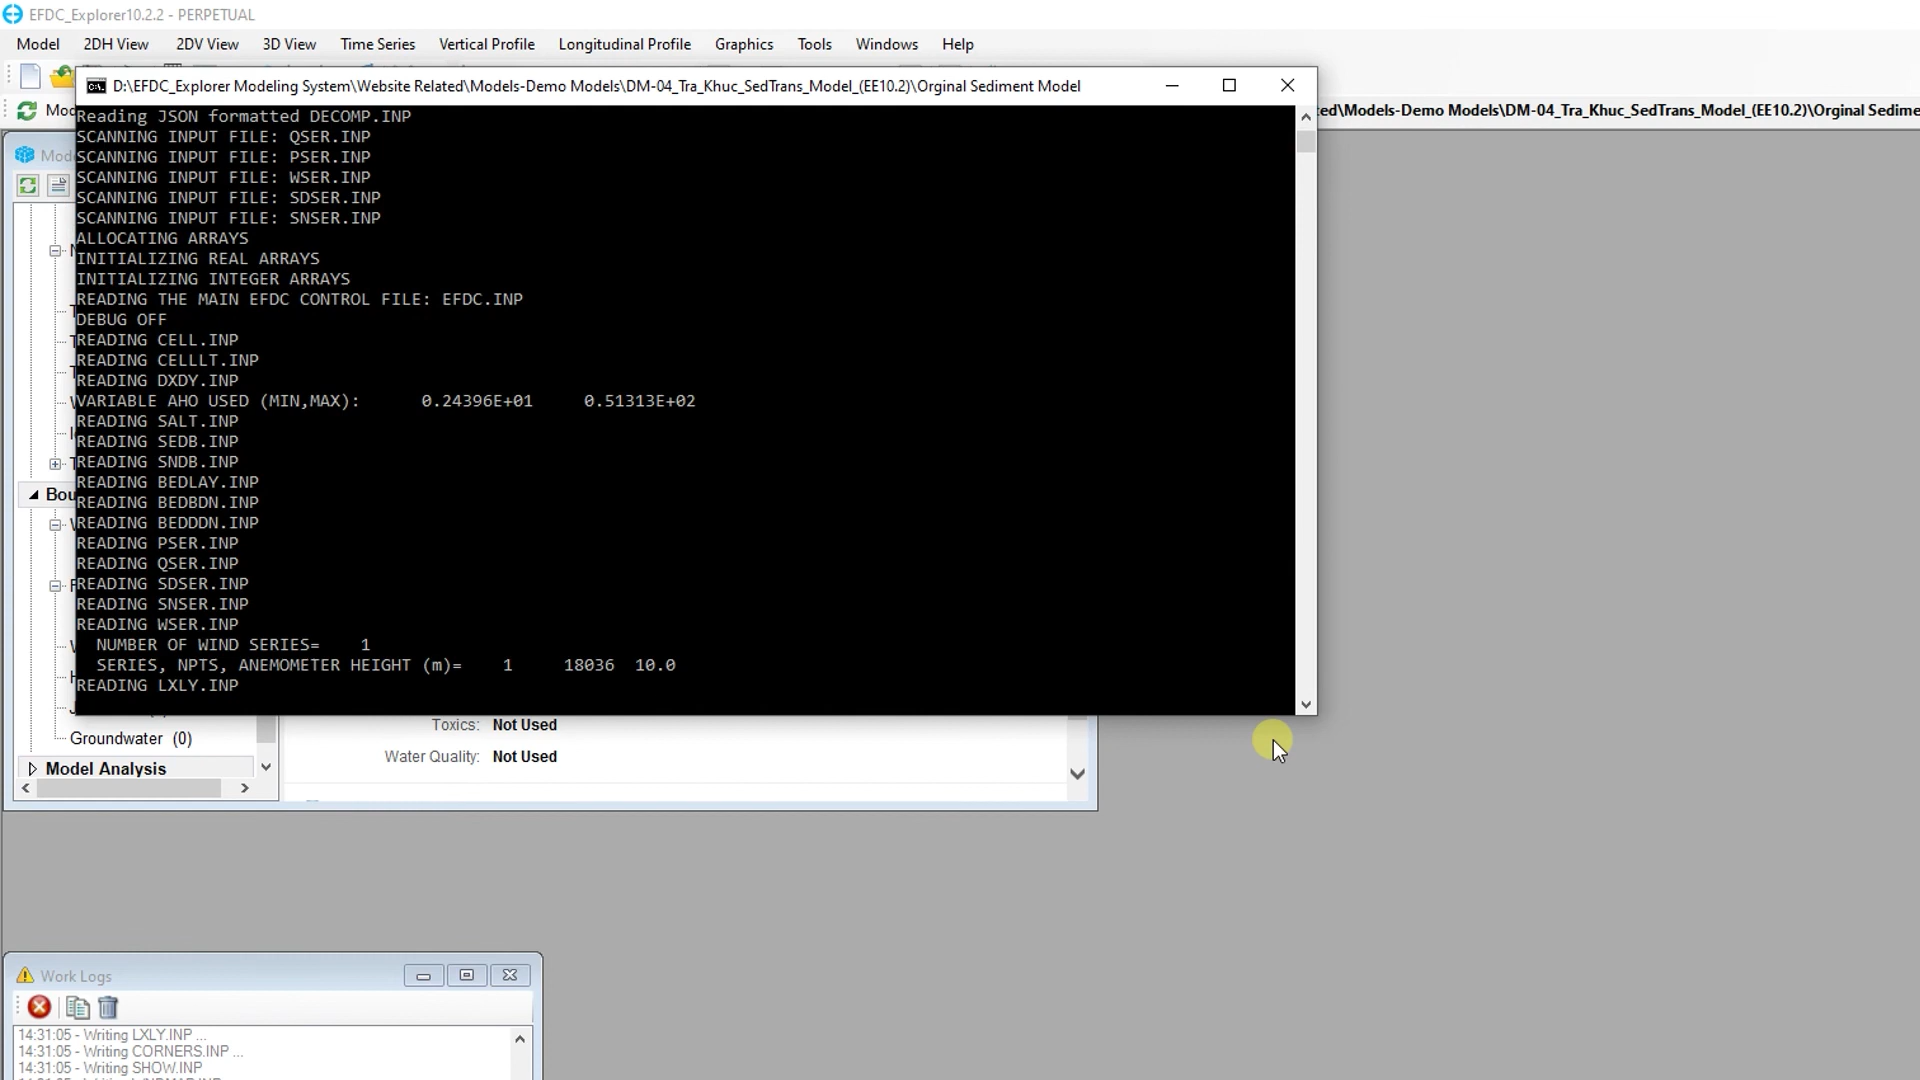 EFDC_Explorer10.2.2 - PERPETUAL
Model 2DH View 2DV View 3D View Time Series Vertical Profile Longitudinal Profile Graphics Tools Windows Help
D:\EFDC_Explorer Modeling System\Website Related\Models-Demo Models\DM-04_Tra_Khuc_SedTrans_Model_(EE10.2)\Orginal Sediment Model
ed\Models-Demo Models\DM-04_Tra_Khuc_SedTrans_Model_(EE10.2)\Orginal Sedime
Reading JSON formatted DECOMP.INP
SCANNING INPUT FILE: QSER.INP
SCANNING INPUT FILE: PSER.INP
SCANNING INPUT FILE: WSER.INP
SCANNING INPUT FILE: SDSER.INP
SCANNING INPUT FILE: SNSER.INP
ALLOCATING ARRAYS
INITIALIZING REAL ARRAYS
INITIALIZING INTEGER ARRAYS
READING THE MAIN EFDC CONTROL FILE: EFDC.INP
DEBUG OFF
READING CELL.INP
READING CELLLT.INP
READING DXDY.INP
VARIABLE AHO USED (MIN,MAX): 0.24396E+01 0.51313E+02
READING SALT.INP
READING SEDB.INP
READING SNDB.INP
READING BEDLAY.INP
READING BEDBDN.INP
READING BEDDDN.INP
READING PSER.INP
READING QSER.INP
READING SDSER.INP
READING SNSER.INP
READING WSER.INP
NUMBER OF WIND SERIES= 1
SERIES, NPTS, ANEMOMETER HEIGHT (m)= 1 18036 10.0
READING LXLY.INP
Mod
Mod
Bou
Groundwater (0)
Model Analysis
Toxics: Not Used
Water Quality: Not Used
Work Logs
14:31:05 - Writing LXLY.INP ...
14:31:05 - Writing CORNERS.INP ...
14:31:05 - Writing SHOW.INP